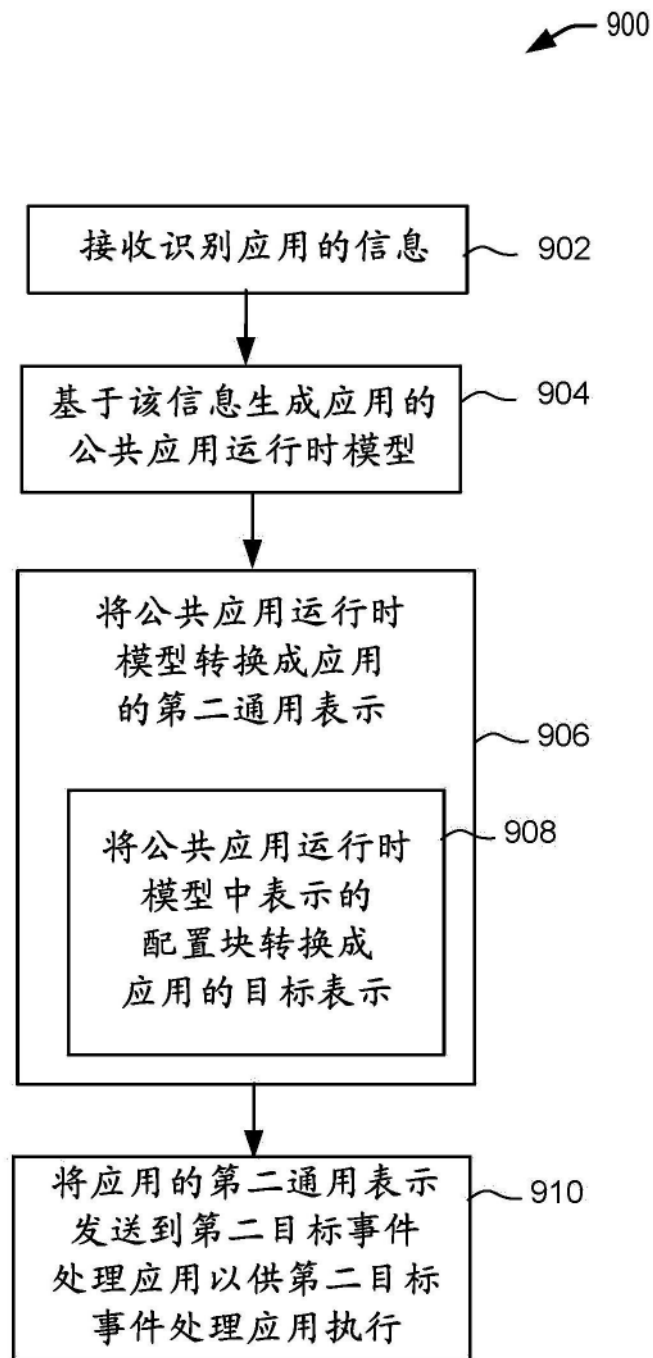 900
接收识别应用的信息
902
基于该信息生成应用的
公共应用运行时模型
904
将公共应用运行时
模型转换成应用
的第二通用表示
906
将公共应用运行时
模型中表示的
配置块转换成
应用的目标表示
908
将应用的第二通用表示
发送到第二目标事件
处理应用以供第二目标
事件处理应用执行
910